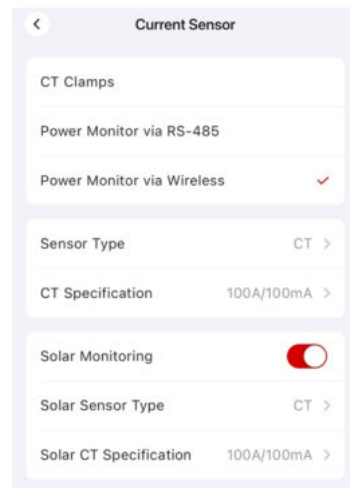 Current Sensor
CT Clamps
Power Monitor via RS-485
Power Monitor via Wireless
Sensor Type CT
CT Specification 100A/100mA
Solar Monitoring
Solar Sensor Type CT
Solar CT Specification 100A/100mA